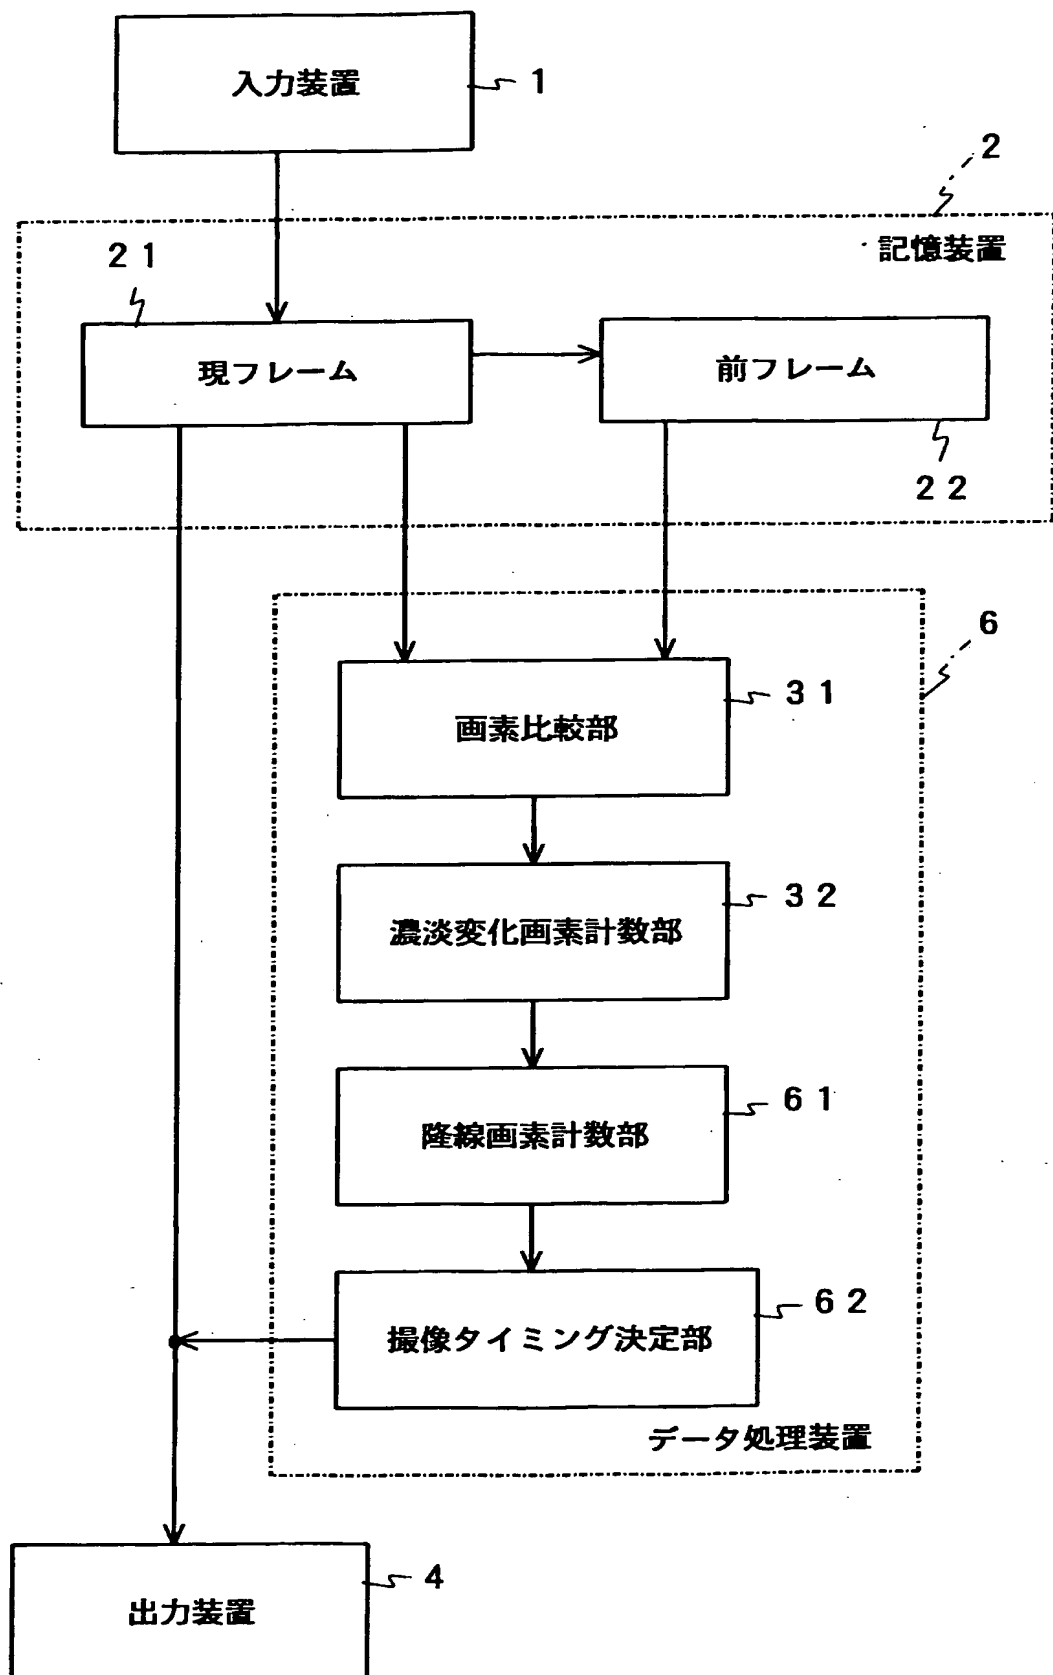 入力装置
1
2
記憶装置
21
現フレーム
前フレーム
22
6
31
画素比較部
32
濃淡変化画素計数部
61
隆線画素計数部
62
撮像タイミング決定部
データ処理装置
4
出力装置